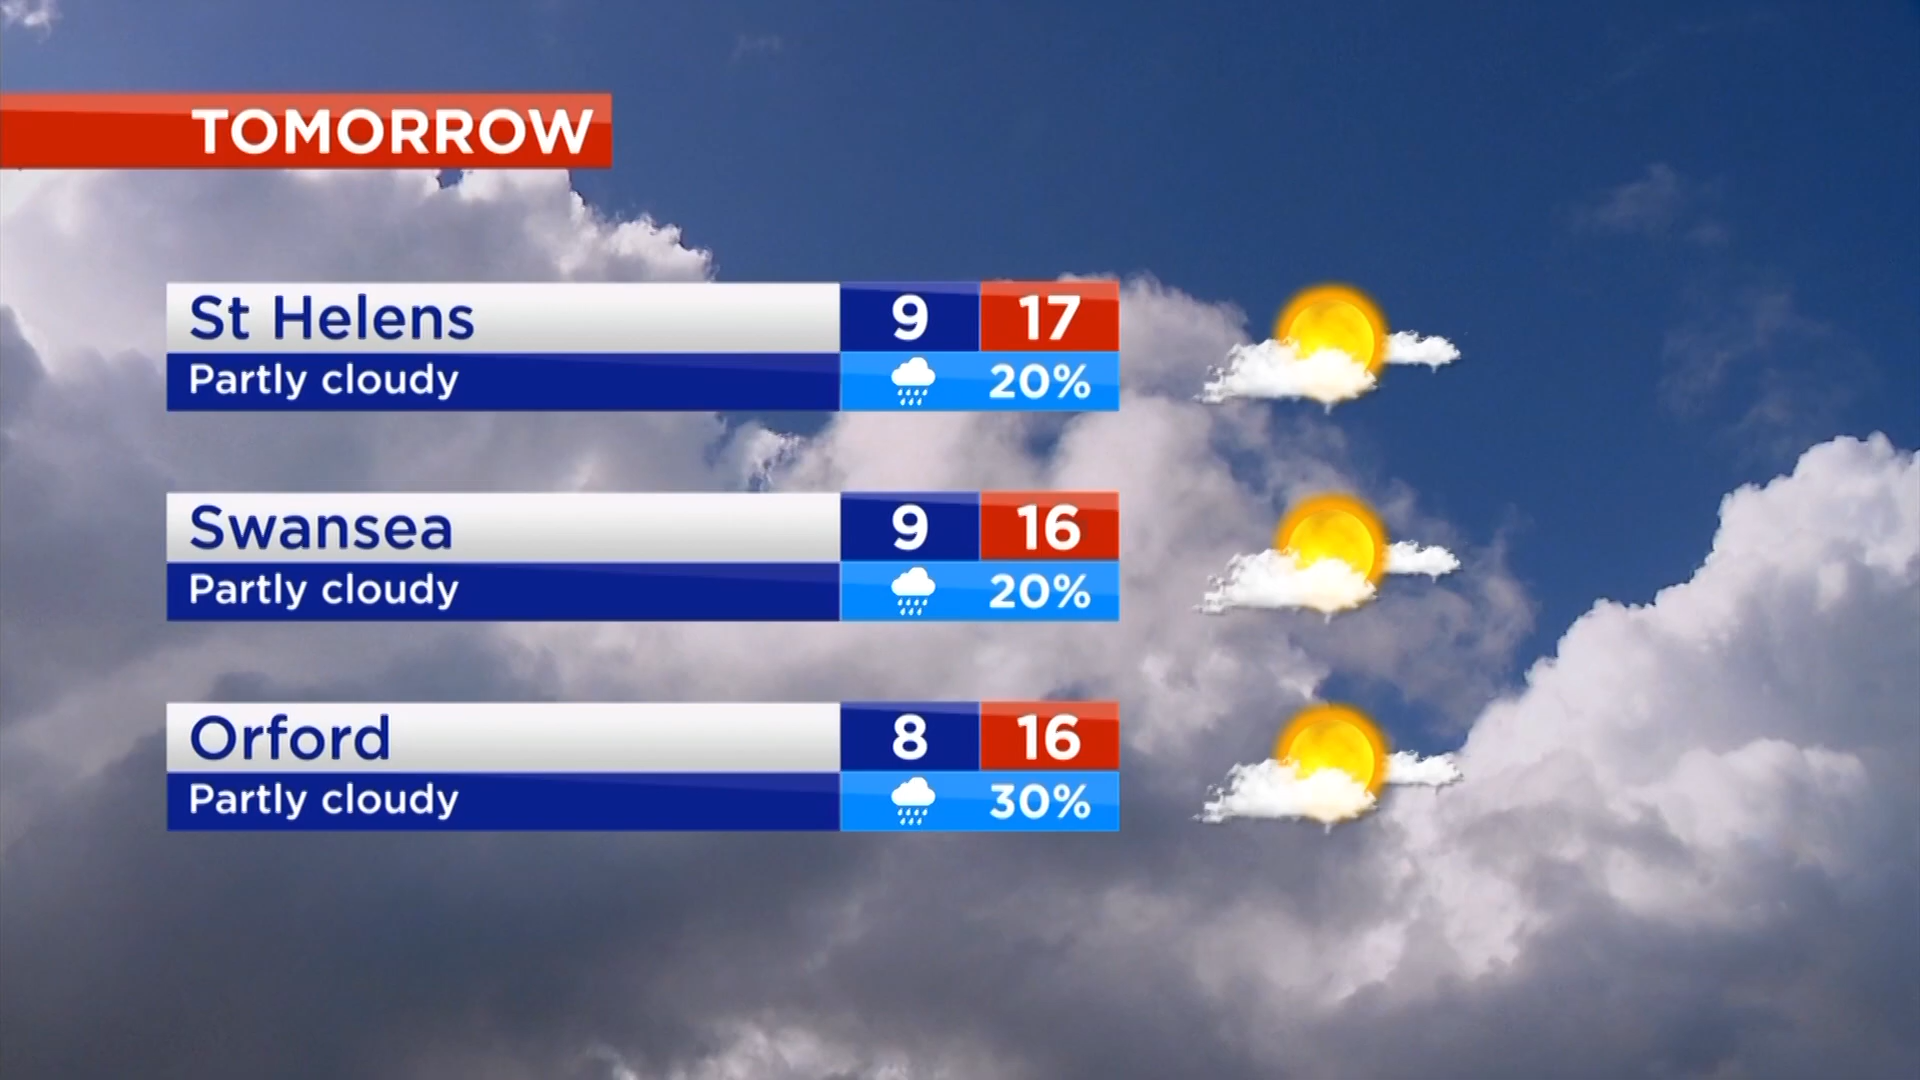 TOMORROW
St Helens 9 17
Partly cloudy 20%
Swansea 9 16
Partly cloudy 20%
Orford 8 16
Partly cloudy 30%